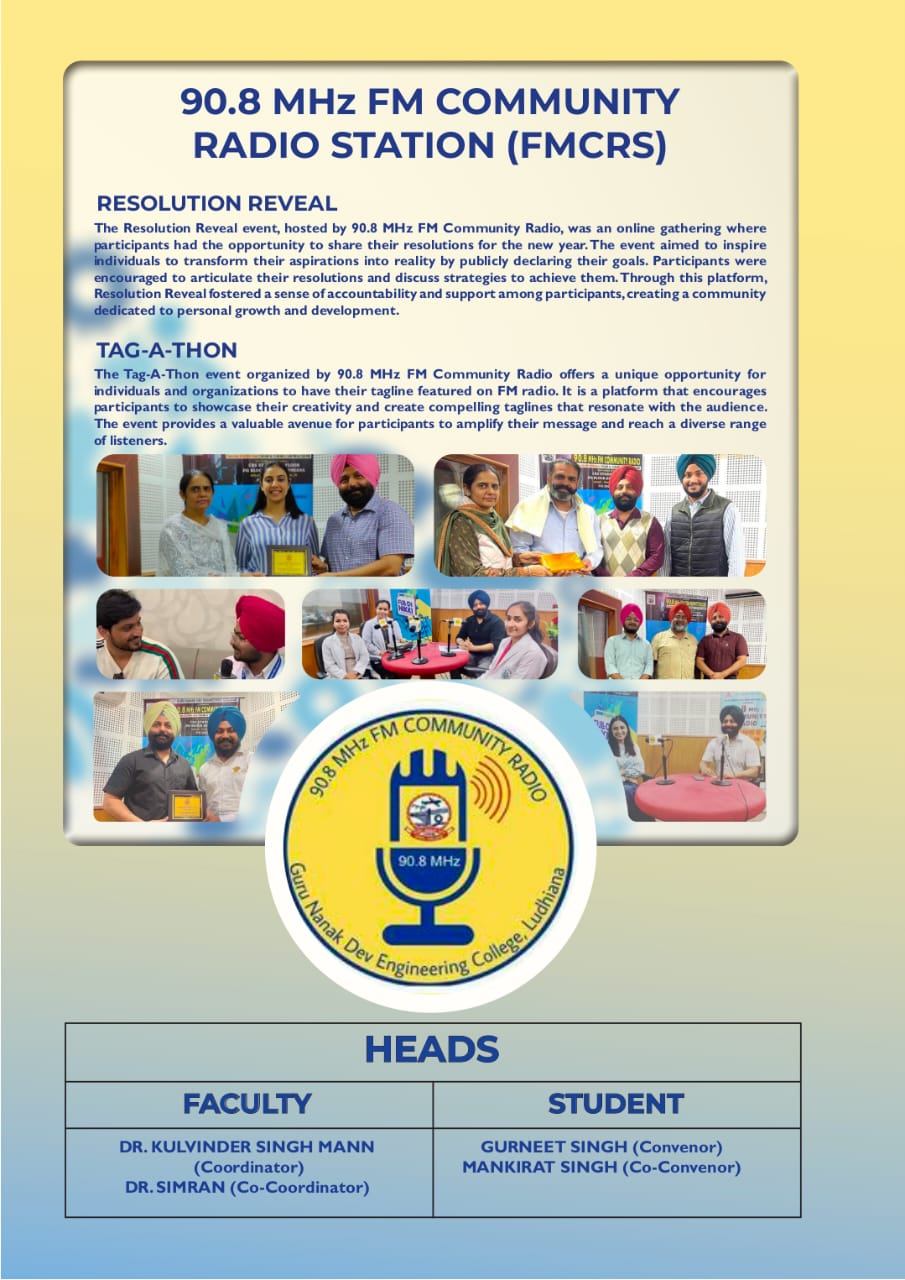 90.8 MHz FM COMMUNITY
RADIO STATION (FMCRS)
RESOLUTION REVEAL
The Resolution Reveal event, hosted by 90.8 MHz FM Community Radio, was an online gathering where
participants had the opportunity to share their resolutions for the new year. The event aimed to inspire
individuals to transform their aspirations into reality by publicly declaring their goals. Participants were
encouraged to articulate their resolutions and discuss strategies to achieve them. Through this platform,
Resolution Reveal fostered a sense of accountability and support among participants, creating a community
dedicated to personal growth and development.
TAG-A-THON
The Tag-A-Thon event organized by 90.8 MHz FM Community Radio offers a unique opportunity for
individuals and organizations to have their tagline featured on FM radio. It is a platform that encourages
participants to showcase their creativity and create compelling taglines that resonate with the audience.
The event provides a valuable avenue for participants to amplify their message and reach a diverse range
of listeners.
90.8 MHz FM COMMUNITY RADIO
90.8 MHz FM COMMUNITY RADIO
90.8 MHz
Guru Nanak Dev Engineering College, Ludhiana
HEADS
FACULTY
STUDENT
DR. KULVINDER SINGH MANN
(Coordinator)
DR. SIMRAN (Co-Coordinator)
GURNEET SINGH (Convenor)
MANKIRAT SINGH (Co-Convenor)